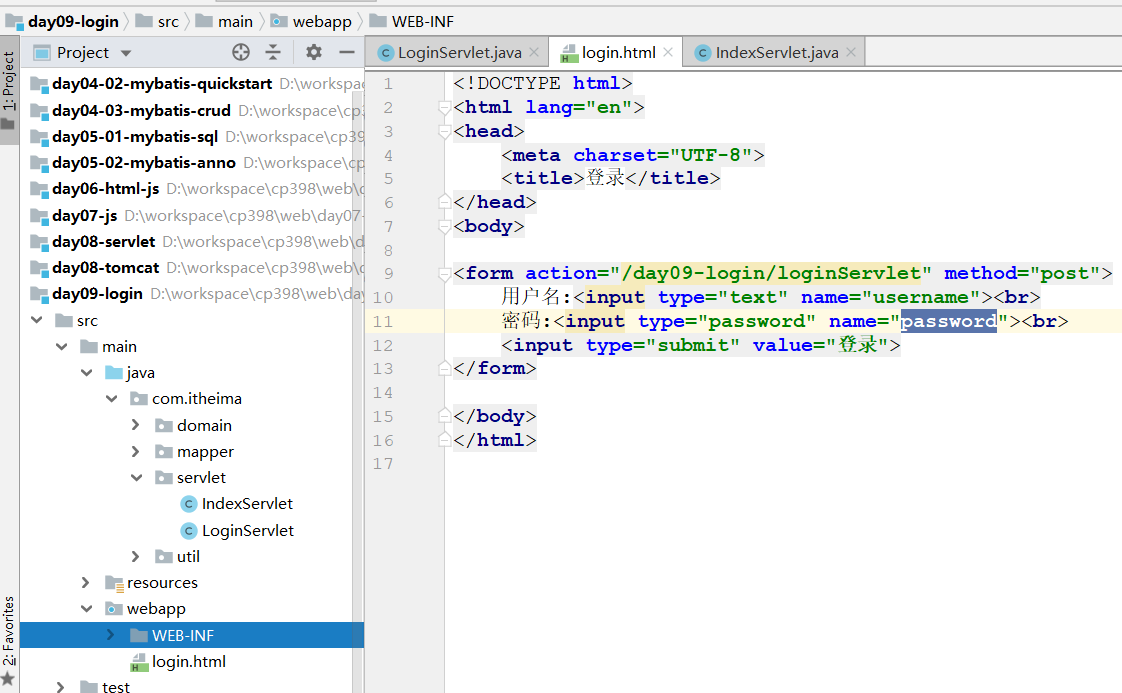 day09-login src main webapp WEB-INF
Project LoginServlet.java login.html IndexServlet.java
1: Project
2: Favorites
day04-02-mybatis-quickstart D:\workspa
day04-03-mybatis-crud D:\workspace\cp
day05-01-mybatis-sql D:\workspace\cp39
day05-02-mybatis-anno D:\workspace\cp
day06-html-js D:\workspace\cp398\web\d
day07-js D:\workspace\cp398\web\day07-
day08-servlet D:\workspace\cp398\web\d
day08-tomcat D:\workspace\cp398\web\d
day09-login D:\workspace\cp398\web\day
src
main
java
com.itheima
domain
mapper
servlet
IndexServlet
LoginServlet
util
resources
webapp
WEB-INF
login.html
test
1 <!DOCTYPE html>
2 <html lang="en">
3 <head>
4 <meta charset="UTF-8">
5 <title>登录</title>
6 </head>
7 <body>
8
9 <form action="/day09-login/loginServlet" method="post">
10 用户名:<input type="text" name="username"><br>
11 密码:<input type="password" name="password"><br>
12 <input type="submit" value="登录">
13 </form>
14
15 </body>
16 </html>
17